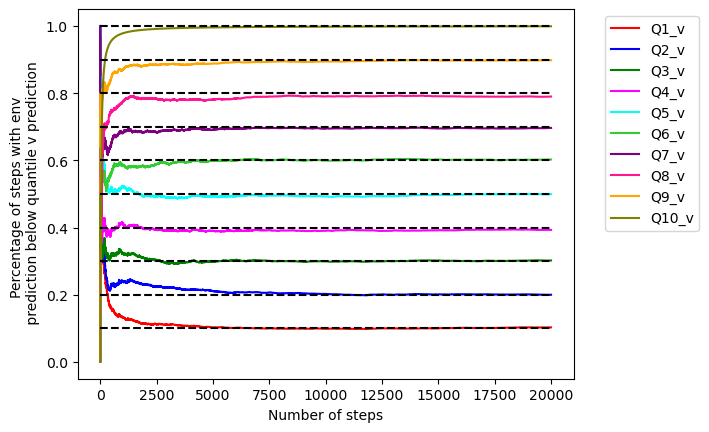 Percentage of steps with env
prediction below quantile v prediction
1.0
0.8
0.6
0.4
0.2
0.0
0
2500
5000
7500
10000
12500
15000
17500
20000
Number of steps
Q1_v
Q2_v
Q3_v
Q4_v
Q5_v
Q6_v
Q7_v
Q8_v
Q9_v
Q10_v